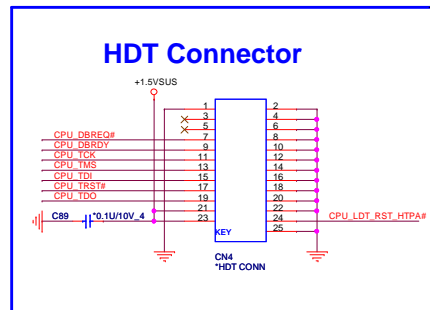 HDT Connector
+1.5VSUS
1 2
3 4
5 6
CPU_DBREQ# 7 8
CPU_DBRDY 9 10
CPU_TCK 11 12
CPU_TMS 13 14
CPU_TDI 15 16
CPU_TRST# 17 18
CPU_TDO 19 20
21 22
C89 *0.1U/10V_4 23 24 CPU_LDT_RST_HTPA#
KEY 25
CN4
*HDT CONN